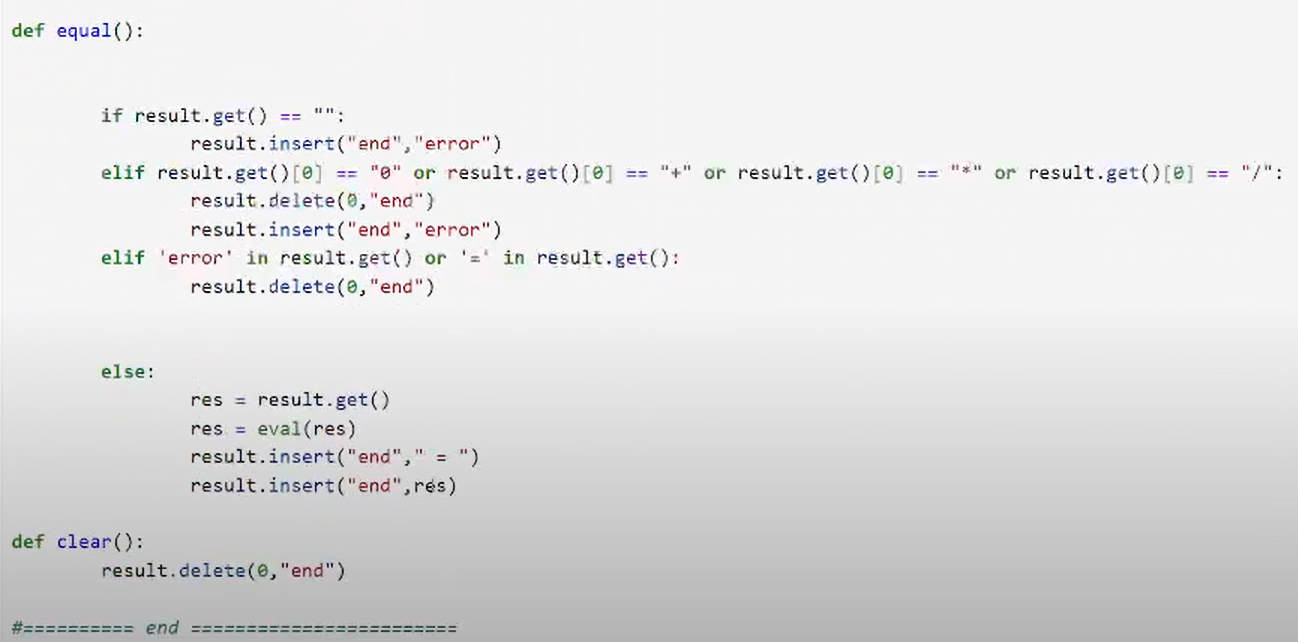 def equal():
if result.get() == "":
result.insert("end","error")
elif result.get()[0] == "0" or result.get()[0] == "+" or result.get()[0] == "*" or result.get()[0] == "/":
result.delete(0,"end")
result.insert("end","error")
elif 'error' in result.get() or '=' in result.get():
result.delete(0,"end")
else:
res = result.get()
res = eval(res)
result.insert("end"," = ")
result.insert("end",res)
def clear():
result.delete(0,"end")
#========== end ========================